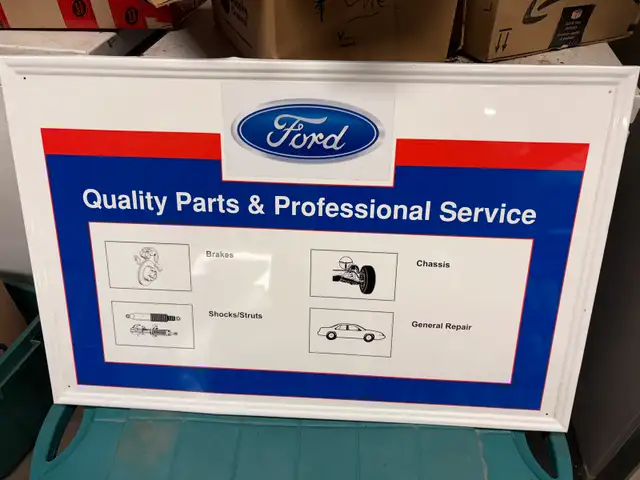 Ford
Quality Parts & Professional Service
Brakes
Chassis
Shocks/Struts
General Repair